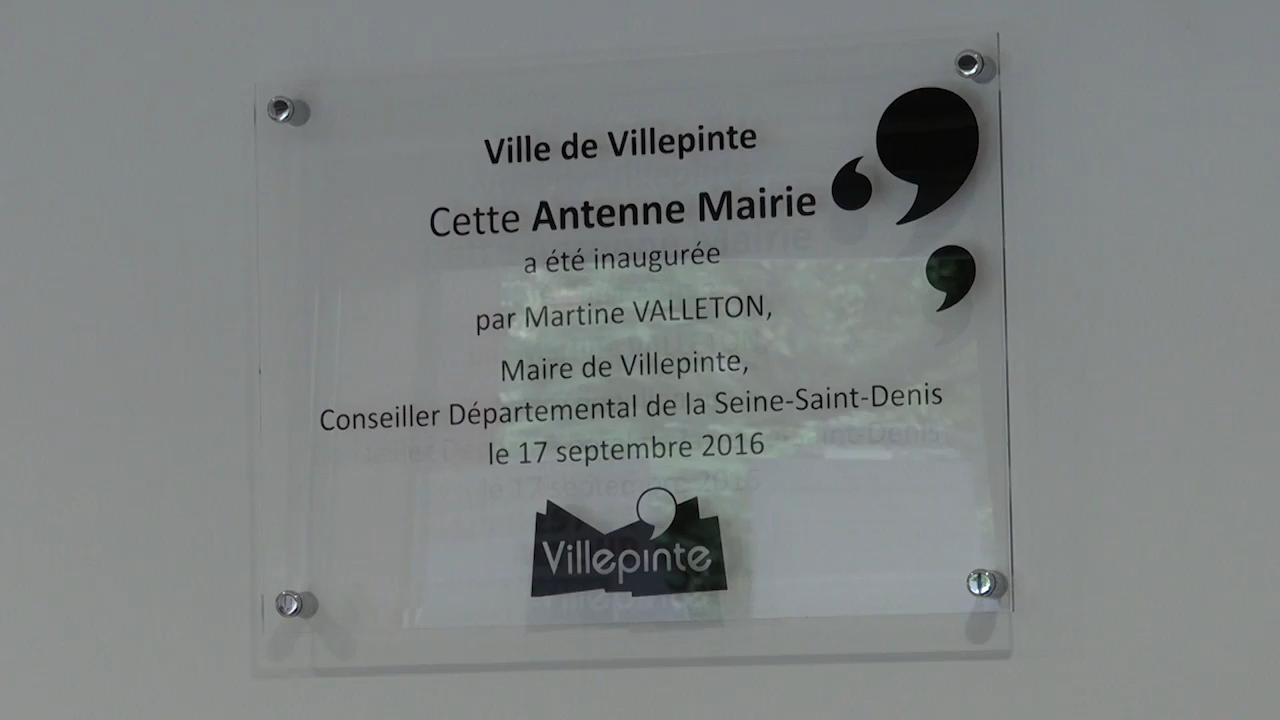 Ville de Villepinte
Cette Antenne Mairie
a été inaugurée
par Martine VALLETON,
Maire de Villepinte,
Conseiller Départemental de la Seine-Saint-Denis
le 17 septembre 2016
Villepinte